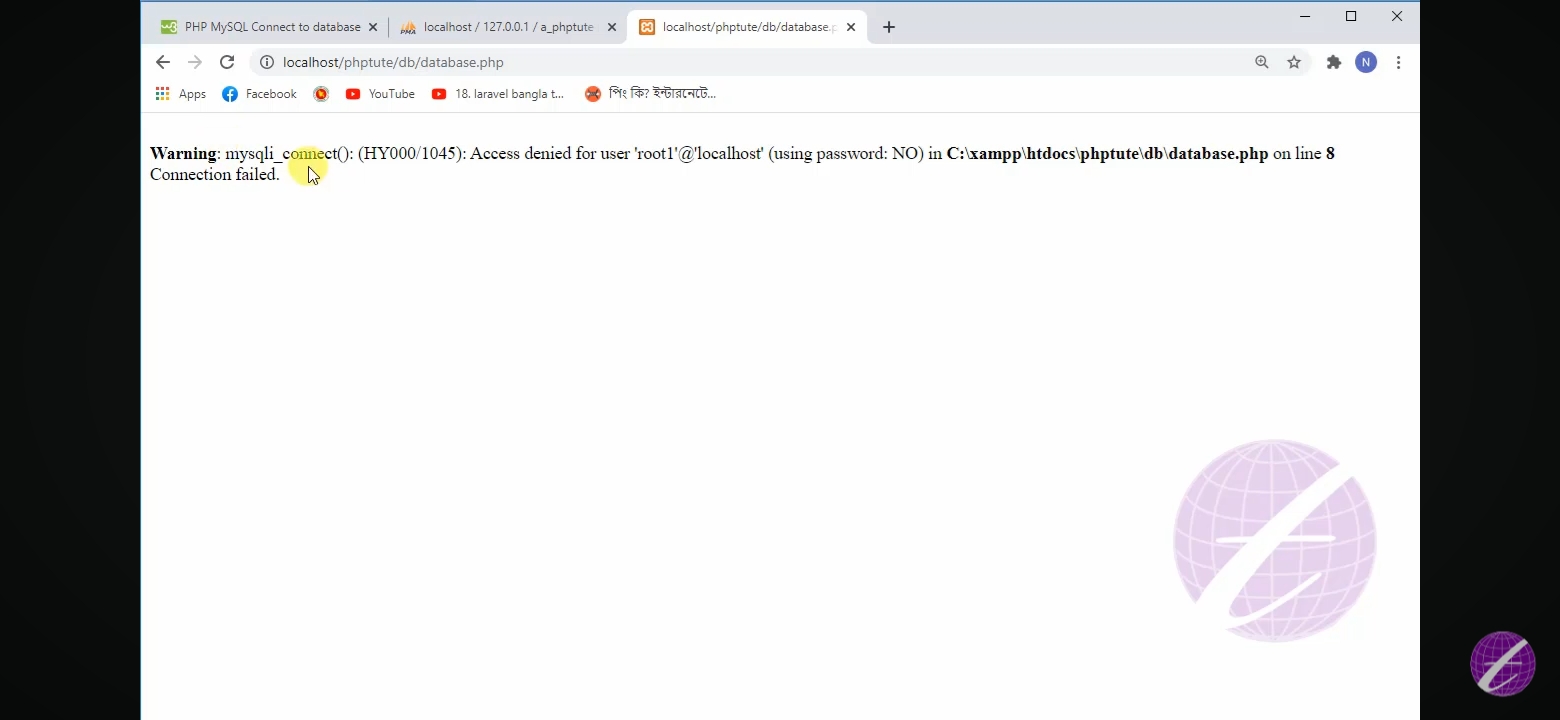 PHP MySQL Connect to database
localhost / 127.0.0.1 / a_phptute
localhost/phptute/db/database.p
localhost/phptute/db/database.php
N
Apps
Facebook
YouTube
18. laravel bangla t...
পিং কি? ইন্টারনেটে...
Warning: mysqli_connect(): (HY000/1045): Access denied for user 'root1'@'localhost' (using password: NO) in C:\xampp\htdocs\phptute\db\database.php on line 8
Connection failed.